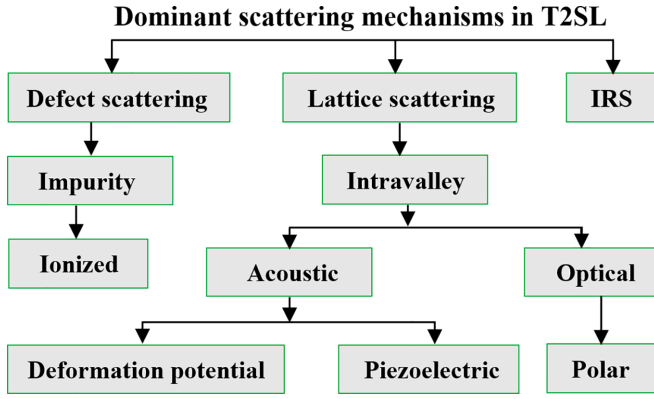 Dominant scattering mechanisms in T2SL
Defect scattering
Lattice scattering
IRS
Impurity
Intravalley
Ionized
Acoustic
Optical
Deformation potential
Piezoelectric
Polar